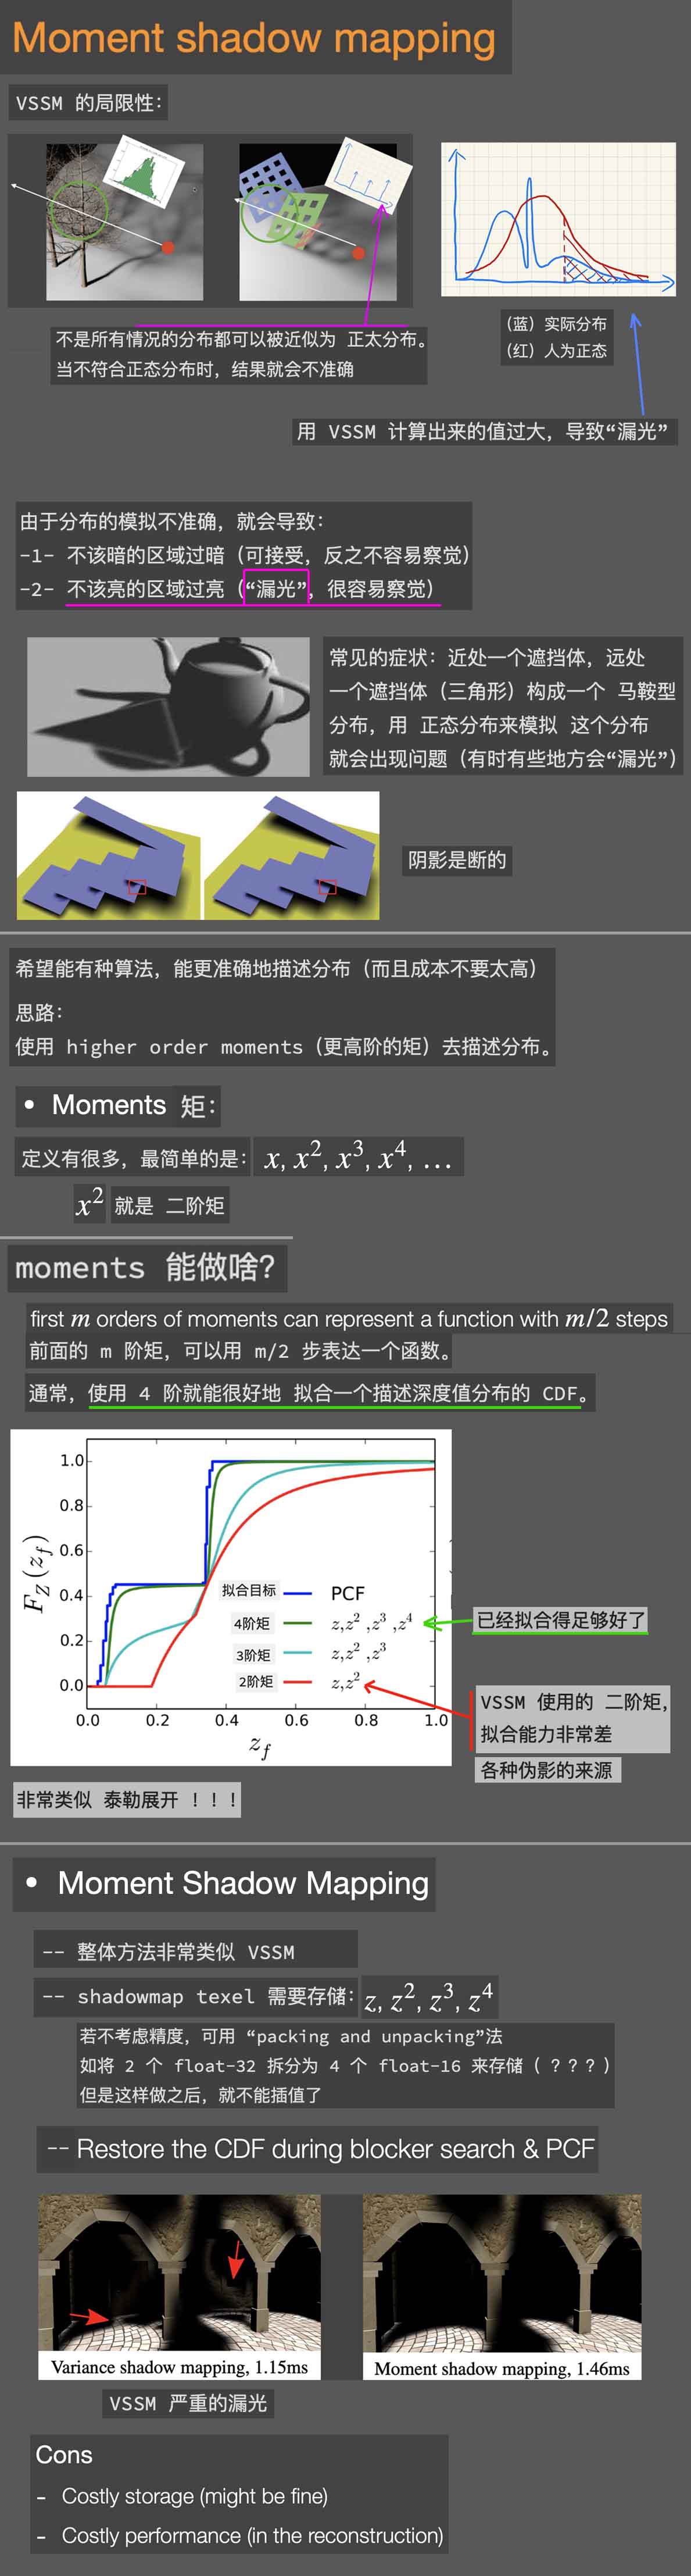 Moment shadow mapping
VSSM 的局限性：
不是所有情况的分布都可以被近似为 正太分布。
当不符合正态分布时，结果就会不准确
（蓝）实际分布
（红）人为正态
用 VSSM 计算出来的值过大，导致“漏光”
由于分布的模拟不准确，就会导致：
-1- 不该暗的区域过暗（可接受，反之不容易察觉）
-2- 不该亮的区域过亮（“漏光”，很容易察觉）
常见的症状：近处一个遮挡体，远处
一个遮挡体（三角形）构成一个 马鞍型
分布，用 正态分布来模拟 这个分布
就会出现问题（有时有些地方会“漏光”）
阴影是断的
希望能有种算法，能更准确地描述分布（而且成本不要太高）
思路：
使用 higher order moments（更高阶的矩）去描述分布。
• Moments 矩：
定义有很多，最简单的是： x, x², x³, x⁴, ...
x² 就是 二阶矩
moments 能做啥？
first m orders of moments can represent a function with m/2 steps
前面的 m 阶矩，可以用 m/2 步表达一个函数。
通常，使用 4 阶就能很好地 拟合一个描述深度值分布的 CDF。
1.0
0.8
0.6
0.4
0.2
0.0
F_Z(z_f)
拟合目标 PCF
4阶矩 z,z² ,z³ ,z⁴
3阶矩 z,z² ,z³
2阶矩 z,z²
0.0 0.2 0.4 0.6 0.8 1.0
z_f
已经拟合得足够好了
VSSM 使用的 二阶矩，
拟合能力非常差
各种伪影的来源
非常类似 泰勒展开 ！！！
• Moment Shadow Mapping
-- 整体方法非常类似 VSSM
-- shadowmap texel 需要存储： z, z², z³, z⁴
若不考虑精度，可用 “packing and unpacking”法
如将 2 个 float-32 拆分为 4 个 float-16 来存储（ ？？？）
但是这样做之后，就不能插值了
-- Restore the CDF during blocker search & PCF
Variance shadow mapping, 1.15ms
Moment shadow mapping, 1.46ms
VSSM 严重的漏光
Cons
- Costly storage (might be fine)
- Costly performance (in the reconstruction)